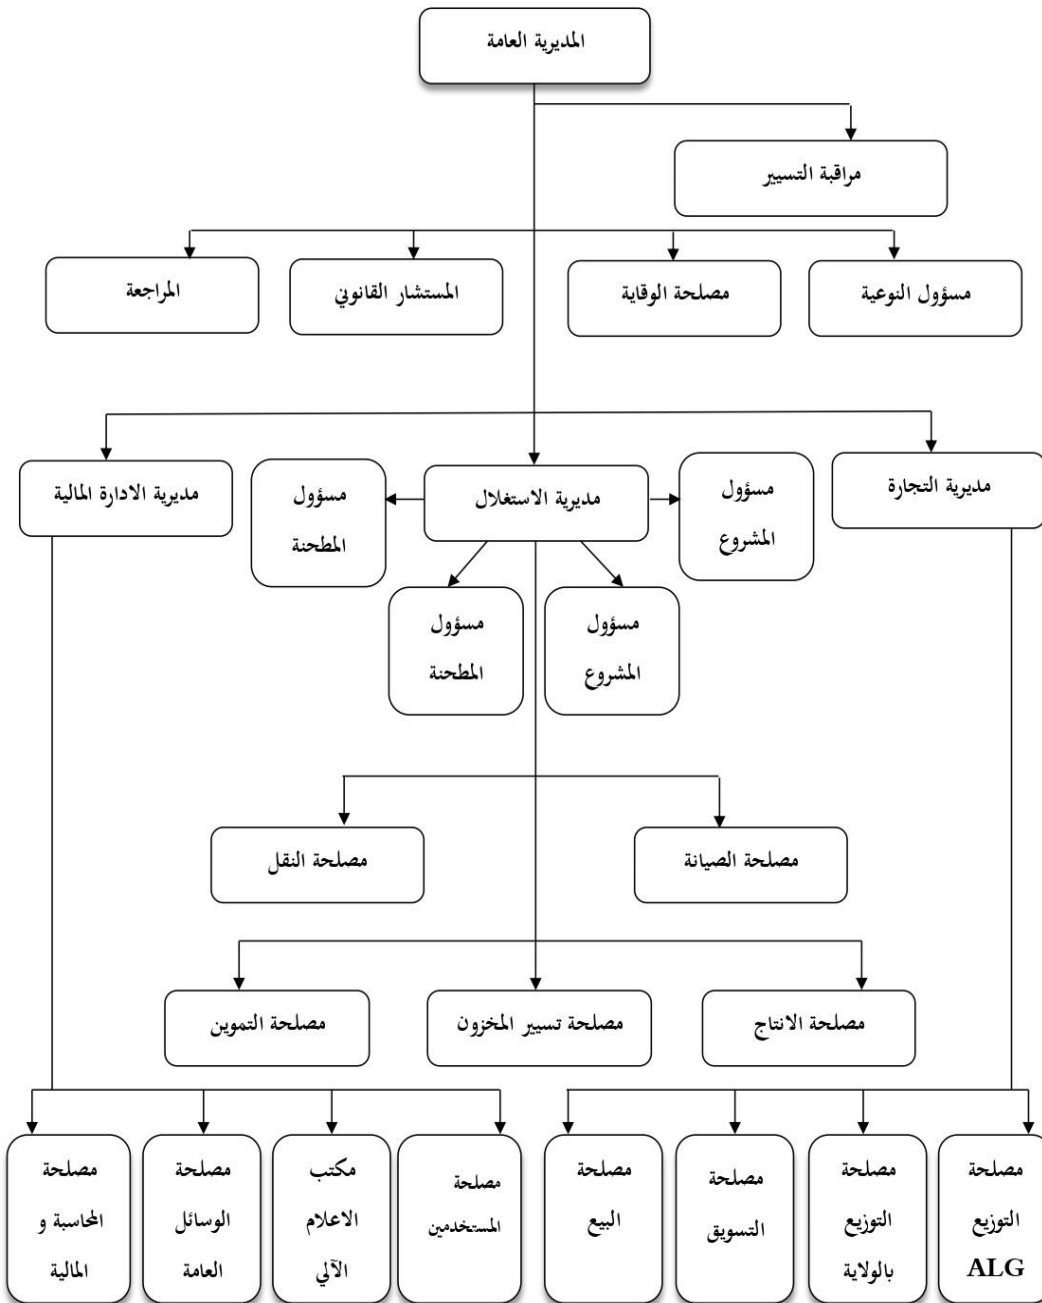 المديرية العامة
مراقبة التسيير
مسؤول النوعية
مصلحة الوقاية
المستشار القانوني
المراجعة
مديرية التجارة
مسؤول
المشروع
مديرية الاستغلال
مسؤول
المطحنة
مديرية الادارة المالية
مسؤول
المشروع
مسؤول
المطحنة
مصلحة الصيانة
مصلحة النقل
مصلحة الانتاج
مصلحة تسيير المخزون
مصلحة التموين
مصلحة
التوزيع
ALG
مصلحة
التوزيع
بالولاية
مصلحة
التسويق
مصلحة
البيع
مصلحة
المستخدمين
مكتب
الاعلام
الآلي
مصلحة
الوسائل
العامة
مصلحة
المحاسبة و
المالية